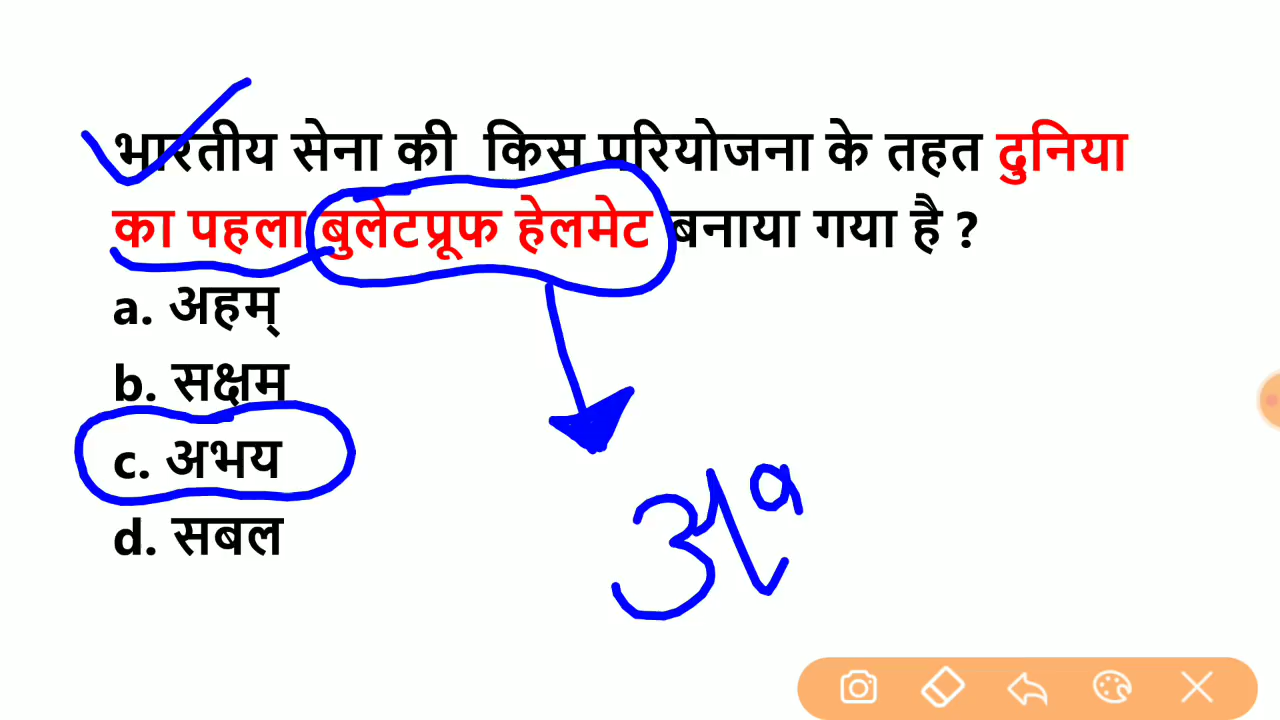 भारतीय सेना की किस परियोजना के तहत दुनिया
का पहला बुलेटप्रूफ हेलमेट बनाया गया है ?
a. अहम्
b. सक्षम
c. अभय
d. सबल